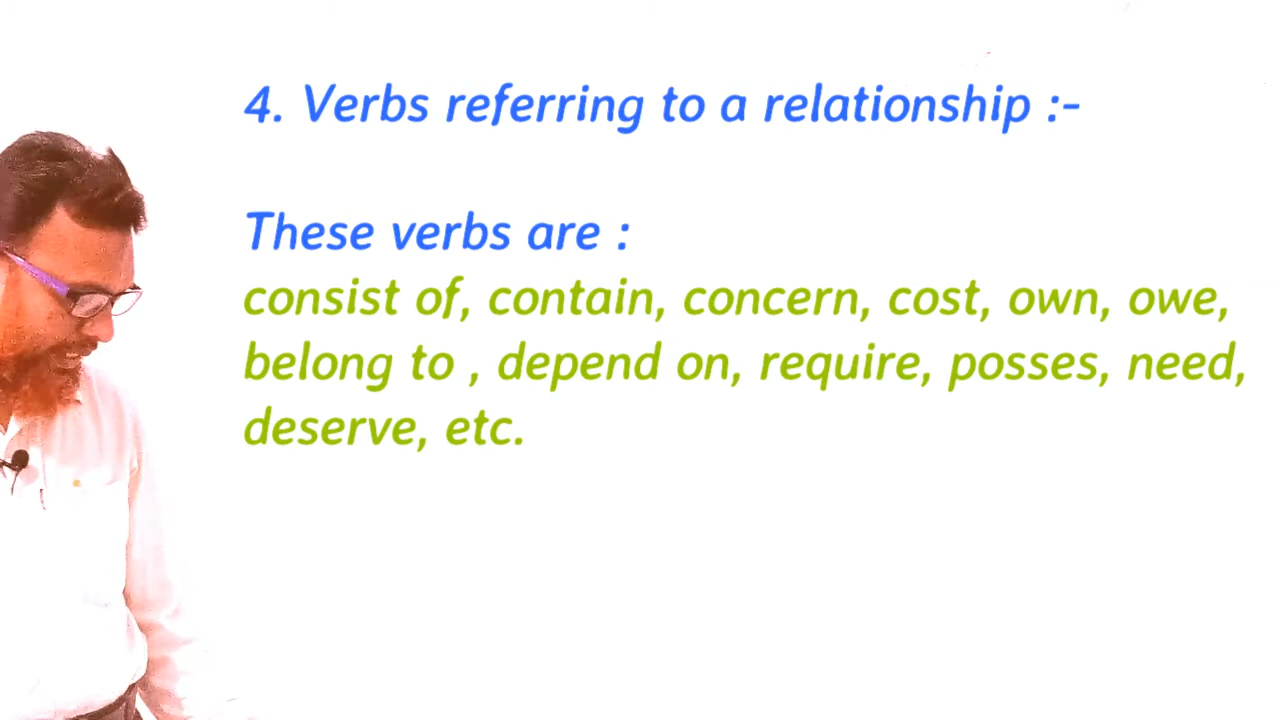 4. Verbs referring to a relationship :-
These verbs are :
consist of, contain, concern, cost, own, owe,
belong to , depend on, require, posses, need,
deserve, etc.